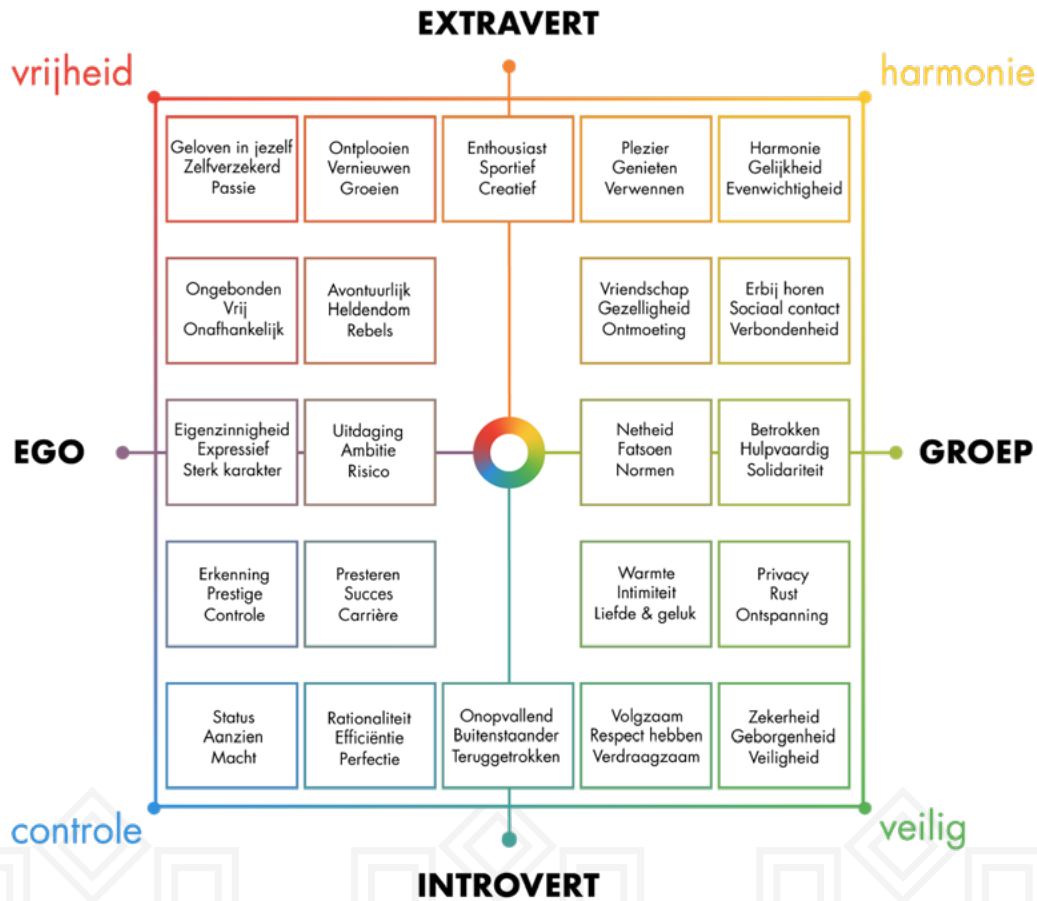 EXTRAVERT
vrijheid
harmonie
Geloven in jezelf
Zelfverzekerd
Passie
Ontplooien
Vernieuwen
Groeien
Enthousiast
Sportief
Creatief
Plezier
Genieten
Verwennen
Harmonie
Gelijkheid
Evenwichtigheid
Ongebonden
Vrij
Onafhankelijk
Avontuurlijk
Heldendom
Rebels
Vriendschap
Gezelligheid
Ontmoeting
Erbij horen
Sociaal contact
Verbondenheid
EGO
Eigenzinnigheid
Expressief
Sterk karakter
Uitdaging
Ambitie
Risico
Netheid
Fatsoen
Normen
Betrokken
Hulpvaardig
Solidariteit
GROEP
Erkenning
Prestige
Controle
Presteren
Succes
Carrière
Warmte
Intimiteit
Liefde & geluk
Privacy
Rust
Ontspanning
Status
Aanzien
Macht
Rationaliteit
Efficiëntie
Perfectie
Onopvallend
Buitenstaander
Teruggetrokken
Volgzaam
Respect hebben
Verdraagzaam
Zekerheid
Geborgenheid
Veiligheid
controle
veilig
INTROVERT